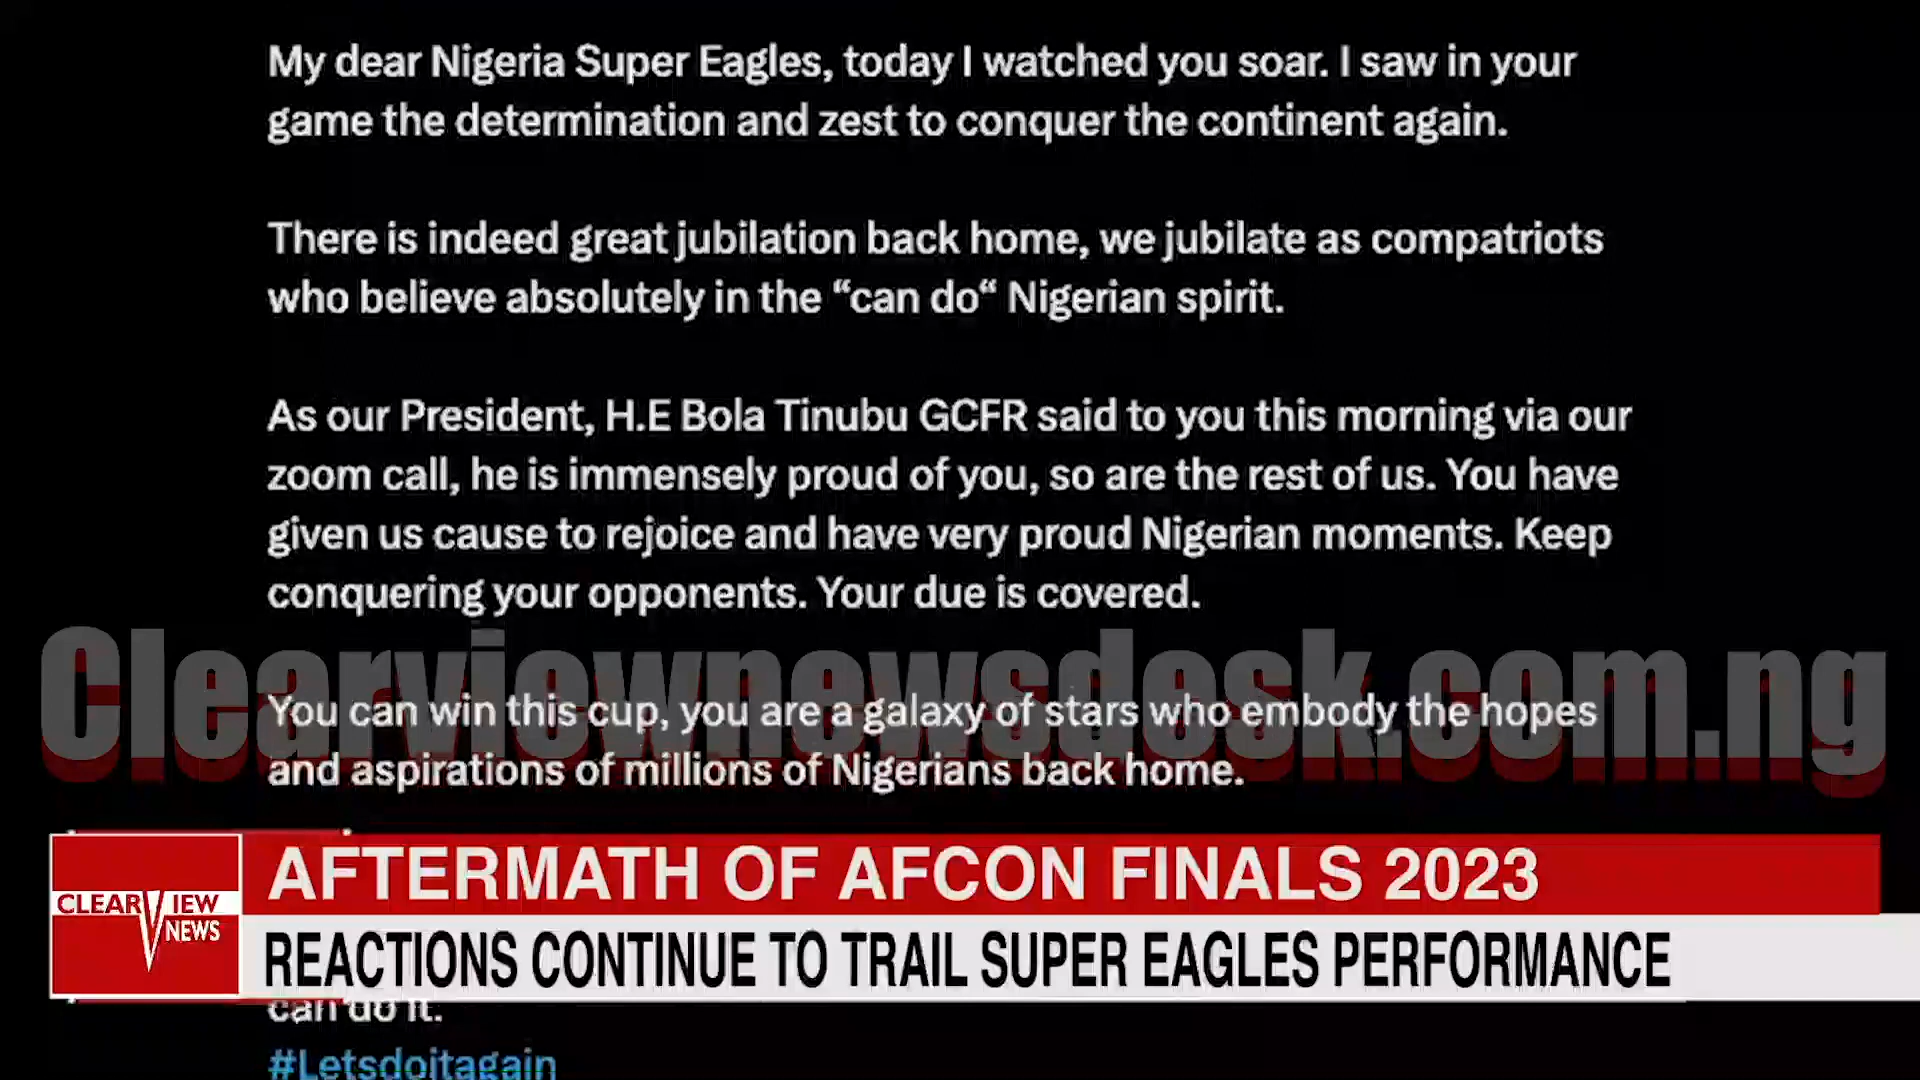 My dear Nigeria Super Eagles, today I watched you soar. I saw in your
game the determination and zest to conquer the continent again.
There is indeed great jubilation back home, we jubilate as compatriots
who believe absolutely in the “can do“ Nigerian spirit.
As our President, H.E Bola Tinubu GCFR said to you this morning via our
zoom call, he is immensely proud of you, so are the rest of us. You have
given us cause to rejoice and have very proud Nigerian moments. Keep
conquering your opponents. Your due is covered.
Clearviewnewsdesk.com.ng
You can win this cup, you are a galaxy of stars who embody the hopes
and aspirations of millions of Nigerians back home.
AFTERMATH OF AFCON FINALS 2023
CLEARVIEW
NEWS
REACTIONS CONTINUE TO TRAIL SUPER EAGLES PERFORMANCE
can do it.
#Letsdoitagain